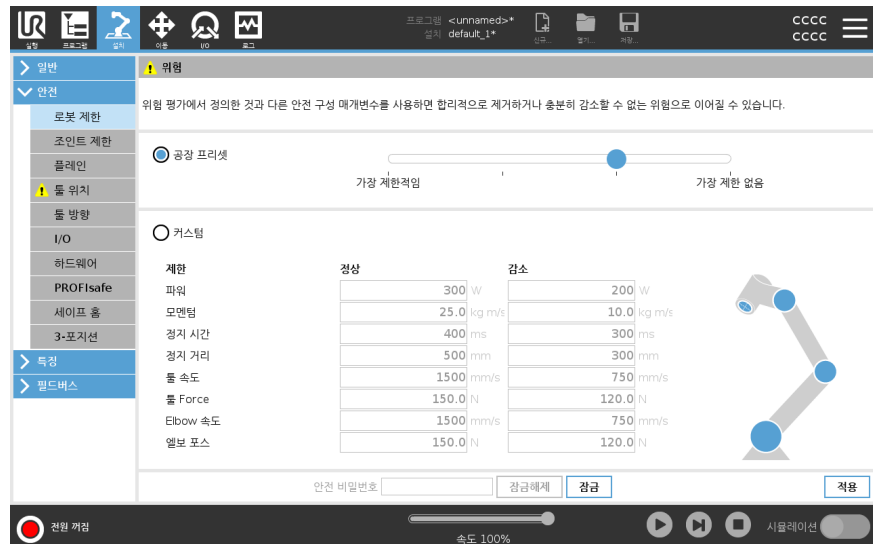 프로그램 <unnamed>*
설치 default_1*
신규... 열기... 저장...
cccc
cccc
실행 프로그램 설치 이동 I/O 로그
일반
안전
로봇 제한
조인트 제한
플레인
툴 위치
툴 방향
I/O
하드웨어
PROFIsafe
세이프 홈
3-포지션
특징
필드버스
위험
위험 평가에서 정의한 것과 다른 안전 구성 매개변수를 사용하면 합리적으로 제거하거나 충분히 감소할 수 없는 위험으로 이어질 수 있습니다.
공장 프리셋
가장 제한적임 가장 제한 없음
커스텀
제한 정상 감소
파워 300 W 200 W
모멘텀 25.0 kg m/s 10.0 kg m/s
정지 시간 400 ms 300 ms
정지 거리 500 mm 300 mm
툴 속도 1500 mm/s 750 mm/s
툴 Force 150.0 N 120.0 N
Elbow 속도 1500 mm/s 750 mm/s
엘보 포스 150.0 N 120.0 N
안전 비밀번호 잠금해제 잠금 적용
전원 꺼짐
속도 100%
시뮬레이션